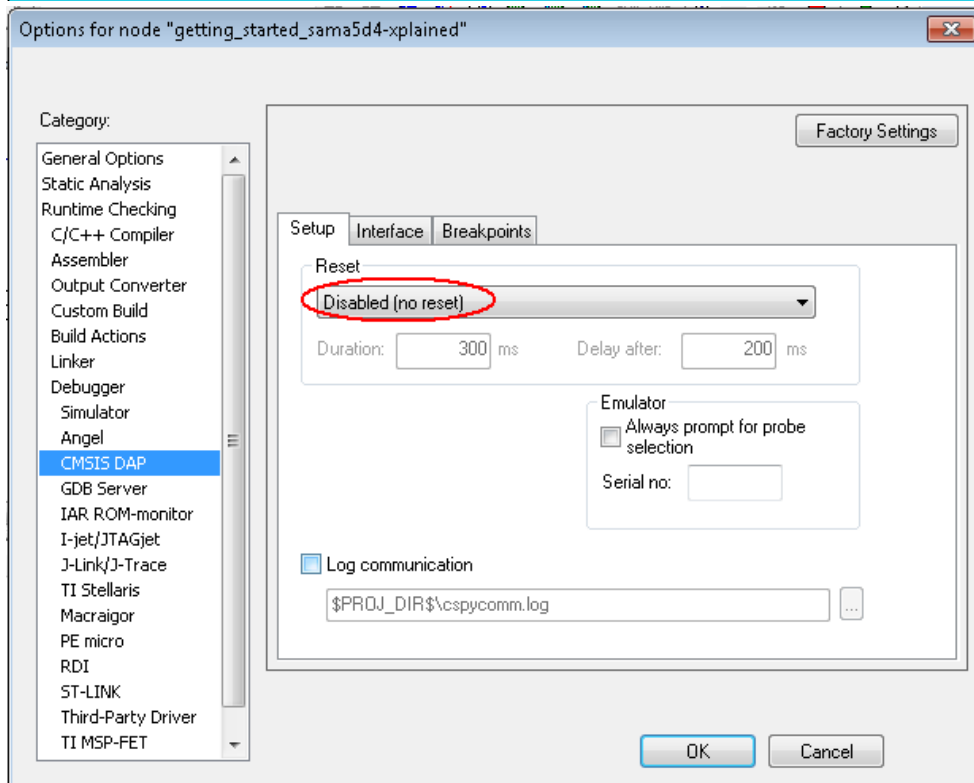 Options for node "getting_started_sama5d4-xplained"
Category:
Factory Settings
General Options
Static Analysis
Runtime Checking
C/C++ Compiler
Assembler
Output Converter
Custom Build
Build Actions
Linker
Debugger
Simulator
Angel
CMSIS DAP
GDB Server
IAR ROM-monitor
I-jet/JTAGjet
J-Link/J-Trace
TI Stellaris
Macraigor
PE micro
RDI
ST-LINK
Third-Party Driver
TI MSP-FET
Setup Interface Breakpoints
Reset
Disabled (no reset)
Duration: 300 ms Delay after: 200 ms
Emulator
Always prompt for probe
selection
Serial no:
Log communication
$PROJ_DIR$\cspycomm.log ...
OK Cancel